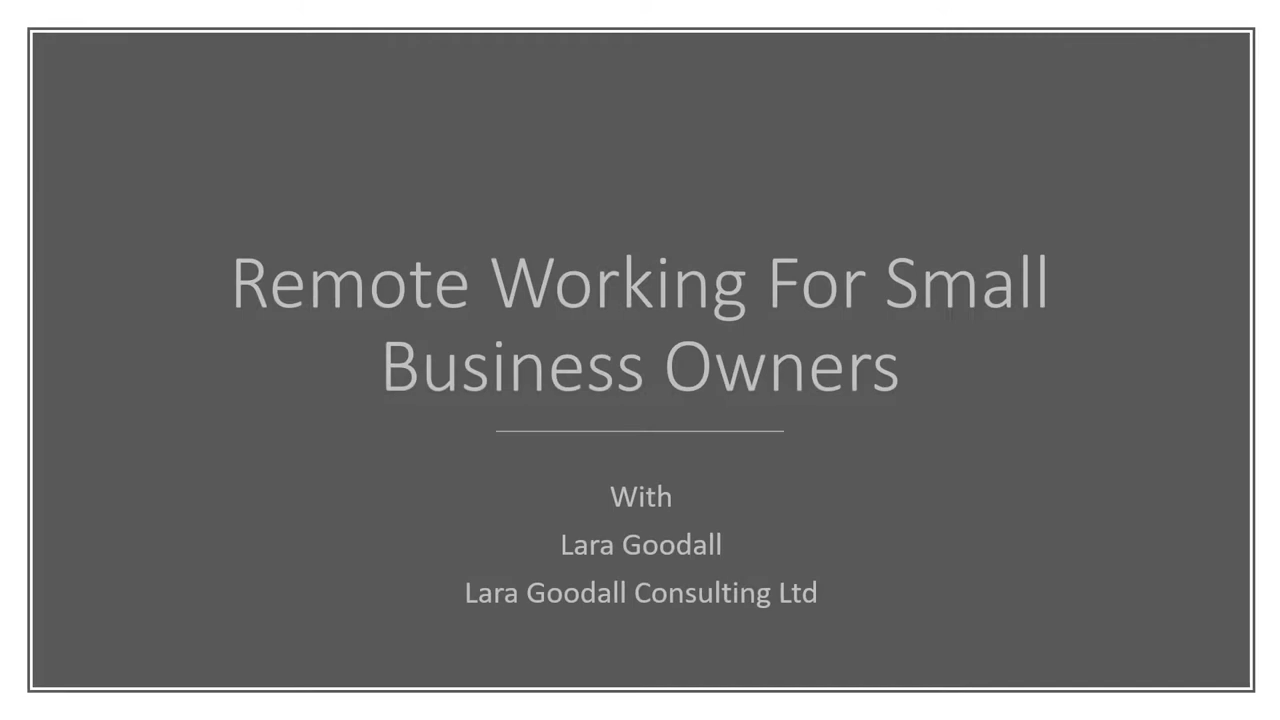 Remote Working For Small
Business Owners
With
Lara Goodall
Lara Goodall Consulting Ltd